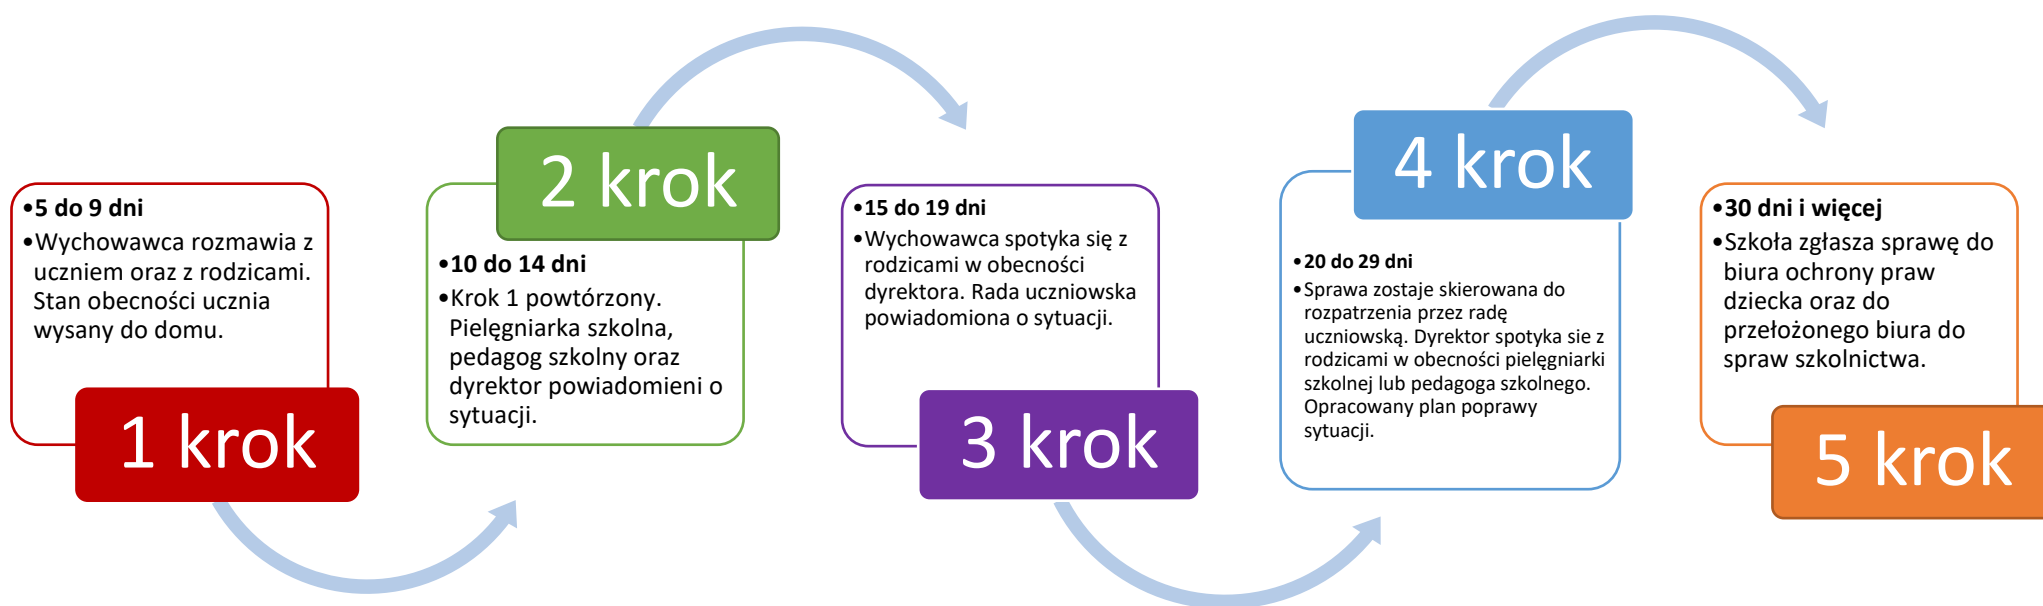 •5 do 9 dni
•Wychowawca rozmawia z
uczniem oraz z rodzicami.
Stan obecności ucznia
wysany do domu.
1 krok
2 krok
•10 do 14 dni
•Krok 1 powtórzony.
Pielęgniarka szkolna,
pedagog szkolny oraz
dyrektor powiadomieni o
sytuacji.
•15 do 19 dni
•Wychowawca spotyka się z
rodzicami w obecności
dyrektora. Rada uczniowska
powiadomiona o sytuacji.
3 krok
4 krok
•20 do 29 dni
•Sprawa zostaje skierowana do
rozpatrzenia przez radę
uczniowską. Dyrektor spotyka sie z
rodzicami w obecności pielęgniarki
szkolnej lub pedagoga szkolnego.
Opracowany plan poprawy
sytuacji.
•30 dni i więcej
•Szkoła zgłasza sprawę do
biura ochrony praw
dziecka oraz do
przełożonego biura do
spraw szkolnictwa.
5 krok